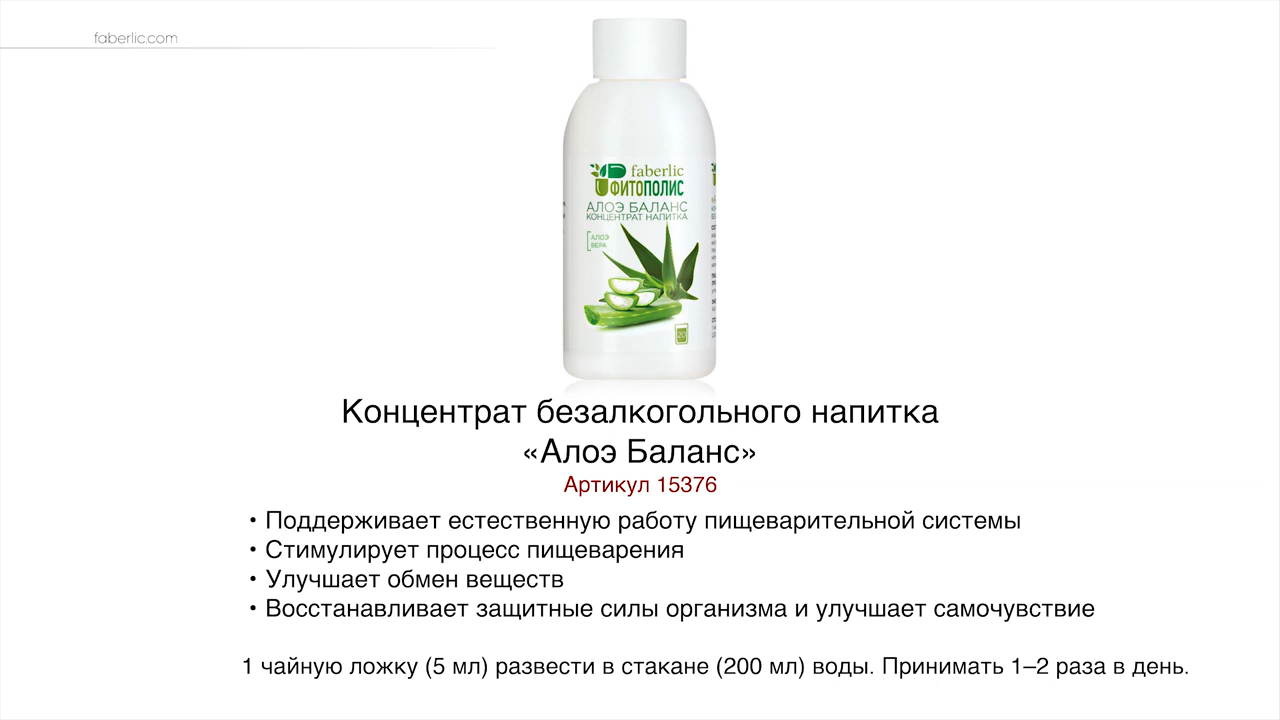 faberlic.com
faberlic
ФИТОПОЛИС
АЛОЭ БАЛАНС
КОНЦЕНТРАТ НАПИТКА
АЛОЭ
ВЕРА
20
Концентрат безалкогольного напитка
«Алоэ Баланс»
Артикул 15376
• Поддерживает естественную работу пищеварительной системы
• Стимулирует процесс пищеварения
• Улучшает обмен веществ
• Восстанавливает защитные силы организма и улучшает самочувствие
1 чайную ложку (5 мл) развести в стакане (200 мл) воды. Принимать 1–2 раза в день.